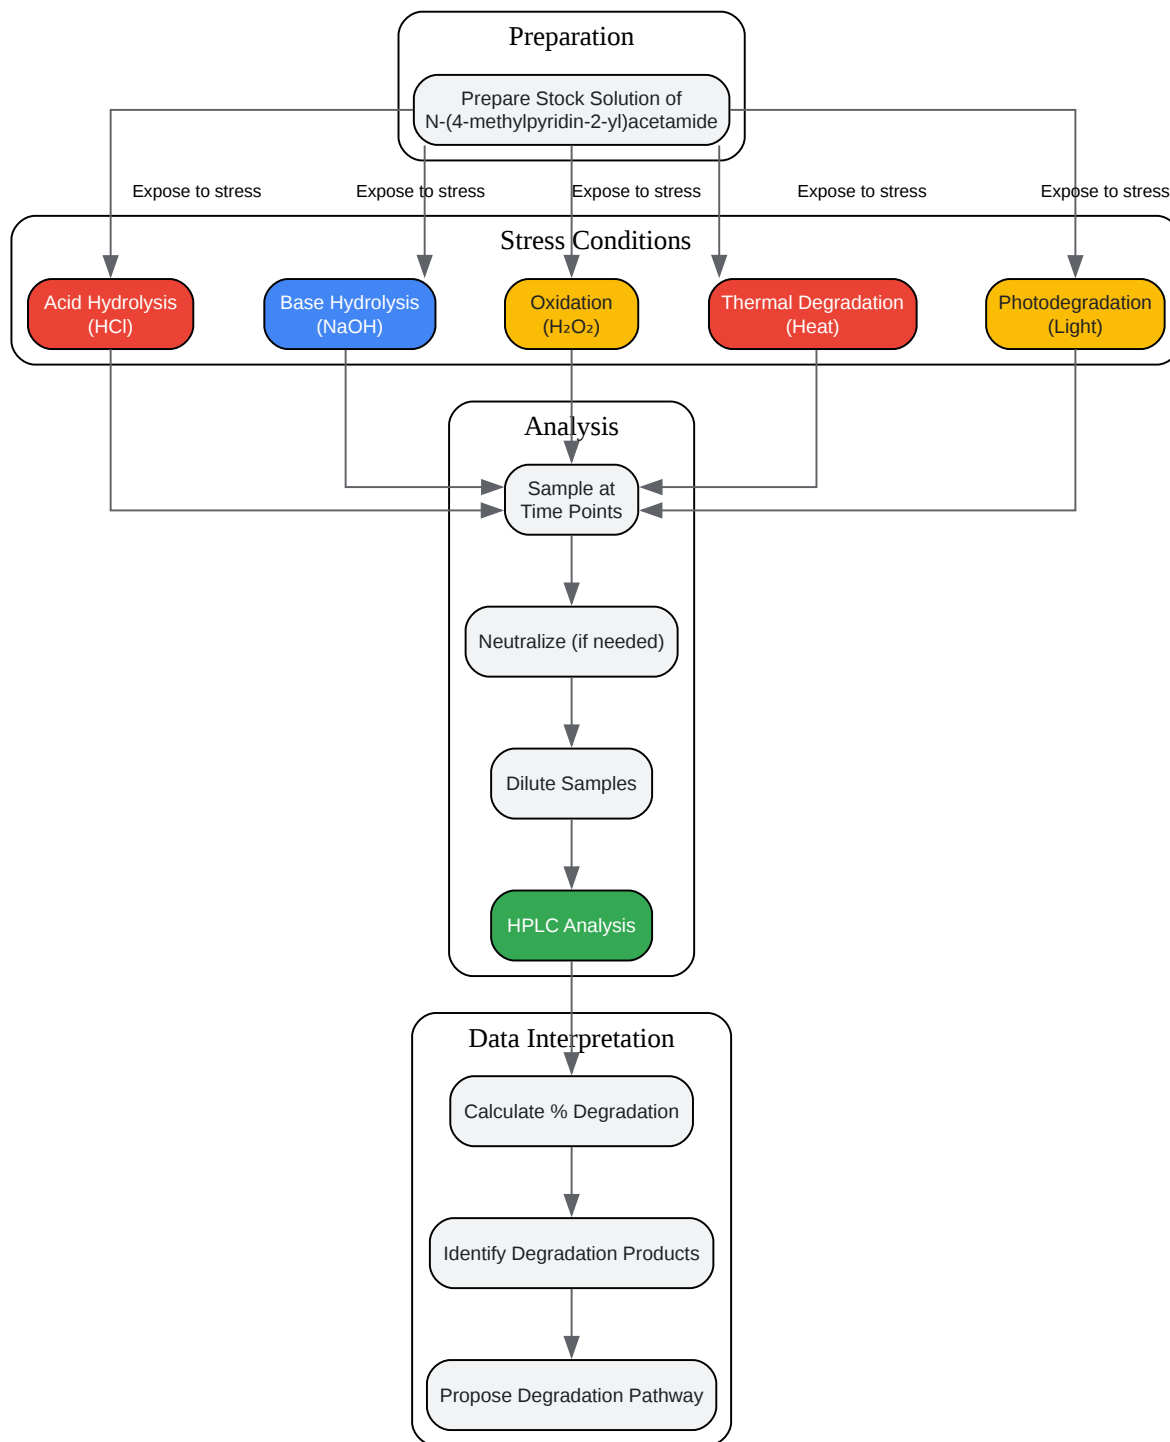 Preparation
Prepare Stock Solution of
N-(4-methylpyridin-2-yl)acetamide
Expose to stress
Expose to stress
Expose to stress
Expose to stress
Expose to stress
Stress Conditions
Acid Hydrolysis
(HCl)
Base Hydrolysis
(NaOH)
Oxidation
(H₂O₂)
Thermal Degradation
(Heat)
Photodegradation
(Light)
Analysis
Sample at
Time Points
Neutralize (if needed)
Dilute Samples
HPLC Analysis
Data Interpretation
Calculate % Degradation
Identify Degradation Products
Propose Degradation Pathway